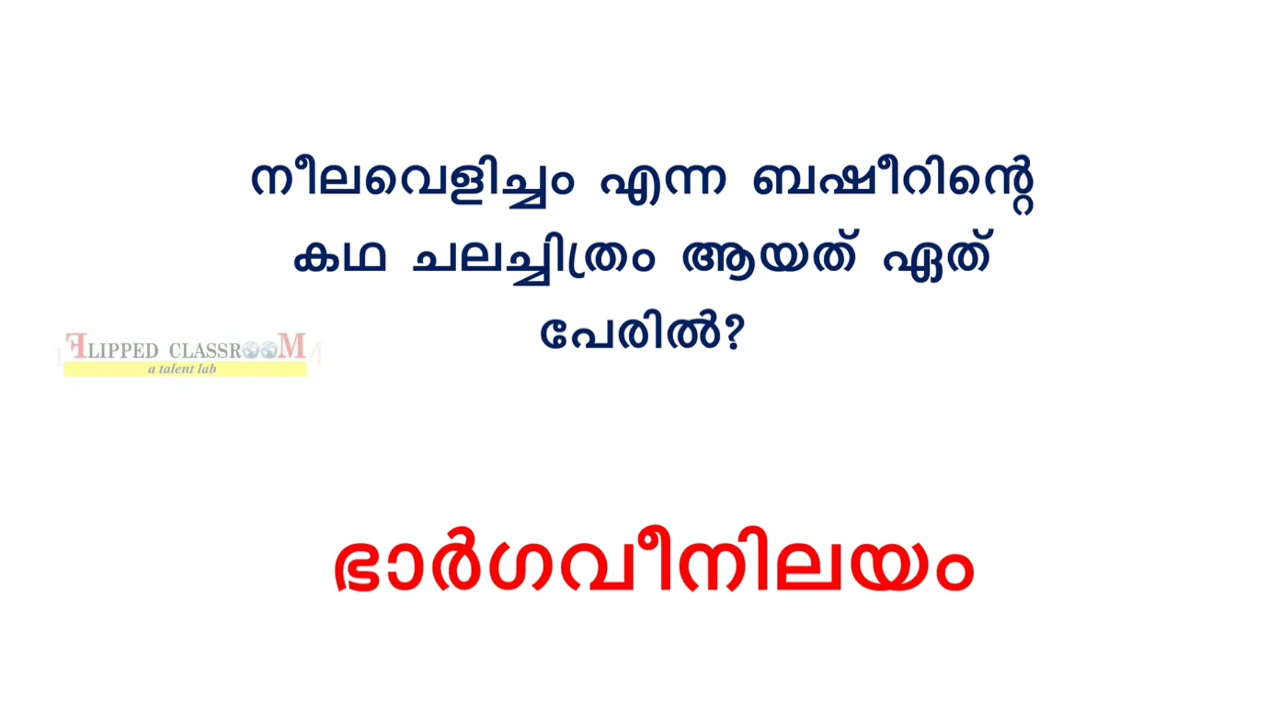 നീലവെളിച്ചം എന്ന ബഷീറിന്റെ
കഥ ചലച്ചിത്രം ആയത് ഏത്
പേരിൽ?
FLIPPED CLASSROOM
a talent lab
ഭാർഗവീനിലയം